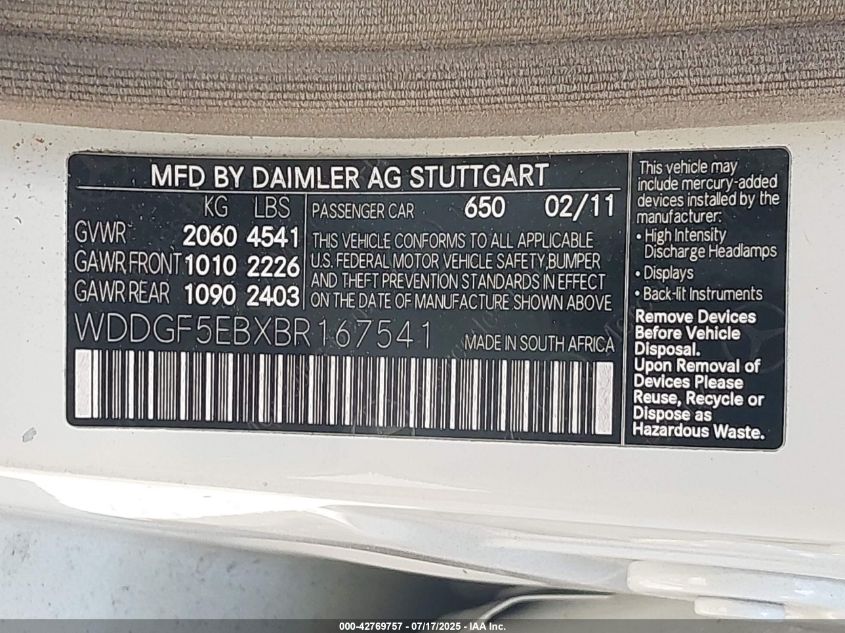 MFD BY DAIMLER AG STUTTGART
KG LBS
GVWR 2060 4541
GAWR FRONT 1010 2226
GAWR REAR 1090 2403
PASSENGER CAR 650 02/11
THIS VEHICLE CONFORMS TO ALL APPLICABLE
U.S. FEDERAL MOTOR VEHICLE SAFETY, BUMPER
AND THEFT PREVENTION STANDARDS IN EFFECT
ON THE DATE OF MANUFACTURE SHOWN ABOVE
WDDGF5EBXBR167541 MADE IN SOUTH AFRICA
This vehicle may
include mercury-added
devices installed by the
manufacturer:
• High Intensity
Discharge Headlamps
• Displays
• Back-lit Instruments
Remove Devices
Before Vehicle
Disposal.
Upon Removal of
Devices Please
Reuse, Recycle or
Dispose as
Hazardous Waste.
000-42769757 - 07/17/2025 - IAA Inc.